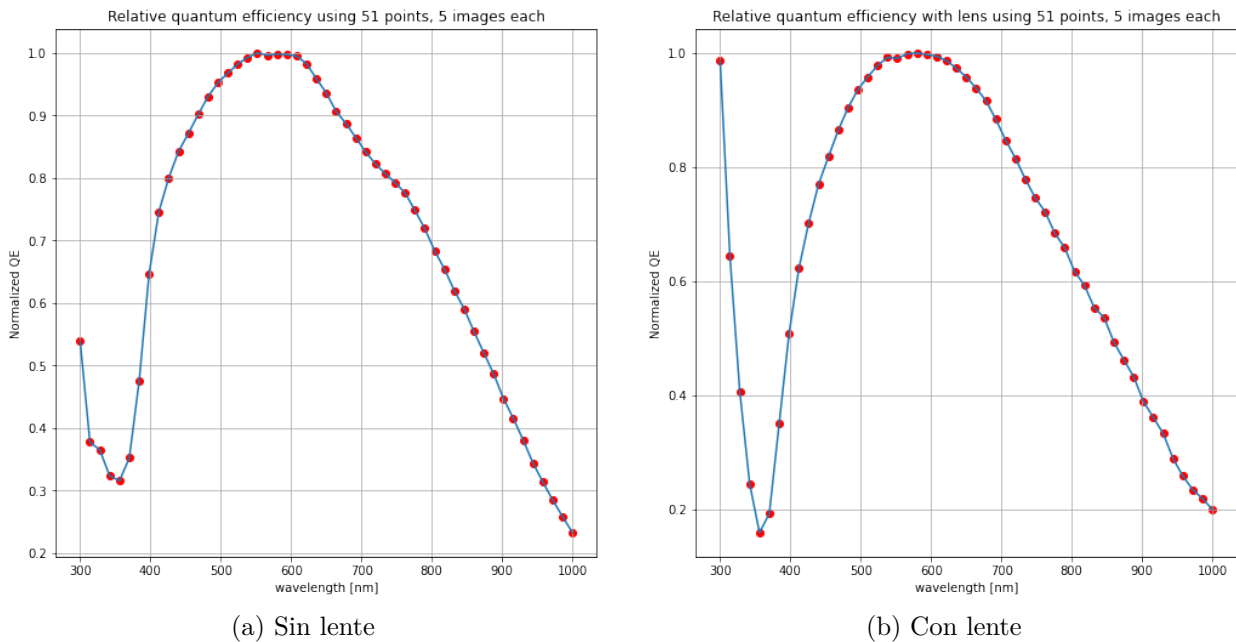 Relative quantum efficiency using 51 points, 5 images each
1.0
0.9
0.8
0.7
0.6
0.5
0.4
0.3
0.2
Normalized QE
300 400 500 600 700 800 900 1000
wavelength [nm]
(a) Sin lente
Relative quantum efficiency with lens using 51 points, 5 images each
1.0
0.8
0.6
0.4
0.2
Normalized QE
300 400 500 600 700 800 900 1000
wavelength [nm]
(b) Con lente